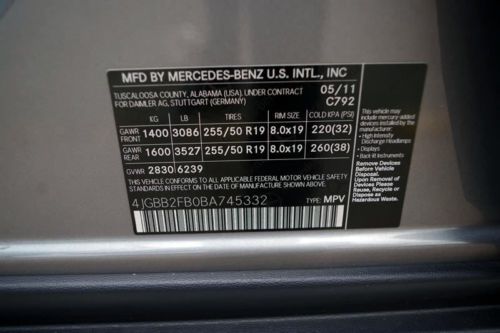 MFD BY MERCEDES-BENZ U.S. INTL., INC
TUSCALOOSA COUNTY, ALABAMA (USA). UNDER CONTRACT
FOR DAIMLER AG, STUTTGART (GERMANY)
05/11
C792
KG LB TIRE SIZE RIM SIZE COLD KPA (PSI)
GAWR FRONT 1400 3086 255/50 R19 8.0x19 220(32)
GAWR REAR 1600 3527 255/50 R19 8.0x19 260(38)
GVWR 2830 6239
THIS VEHICLE CONFORMS TO ALL APPLICABLE FEDERAL MOTOR VEHICLE SAFETY
STANDARDS IN EFFECT ON THE DATE OF MANUFACTURE SHOWN ABOVE
4JGBB2FB0BA745332
TYPE: MPV
This vehicle may include
mercury-added devices
installed by the
manufacturer:
• High Intensity
Discharge Headlamps
• Displays
• Back-lit Instruments
Remove Devices
Before Vehicle Disposal.
Upon Removal of
Devices Please
Reuse, Recycle or
Dispose as
Hazardous Waste.